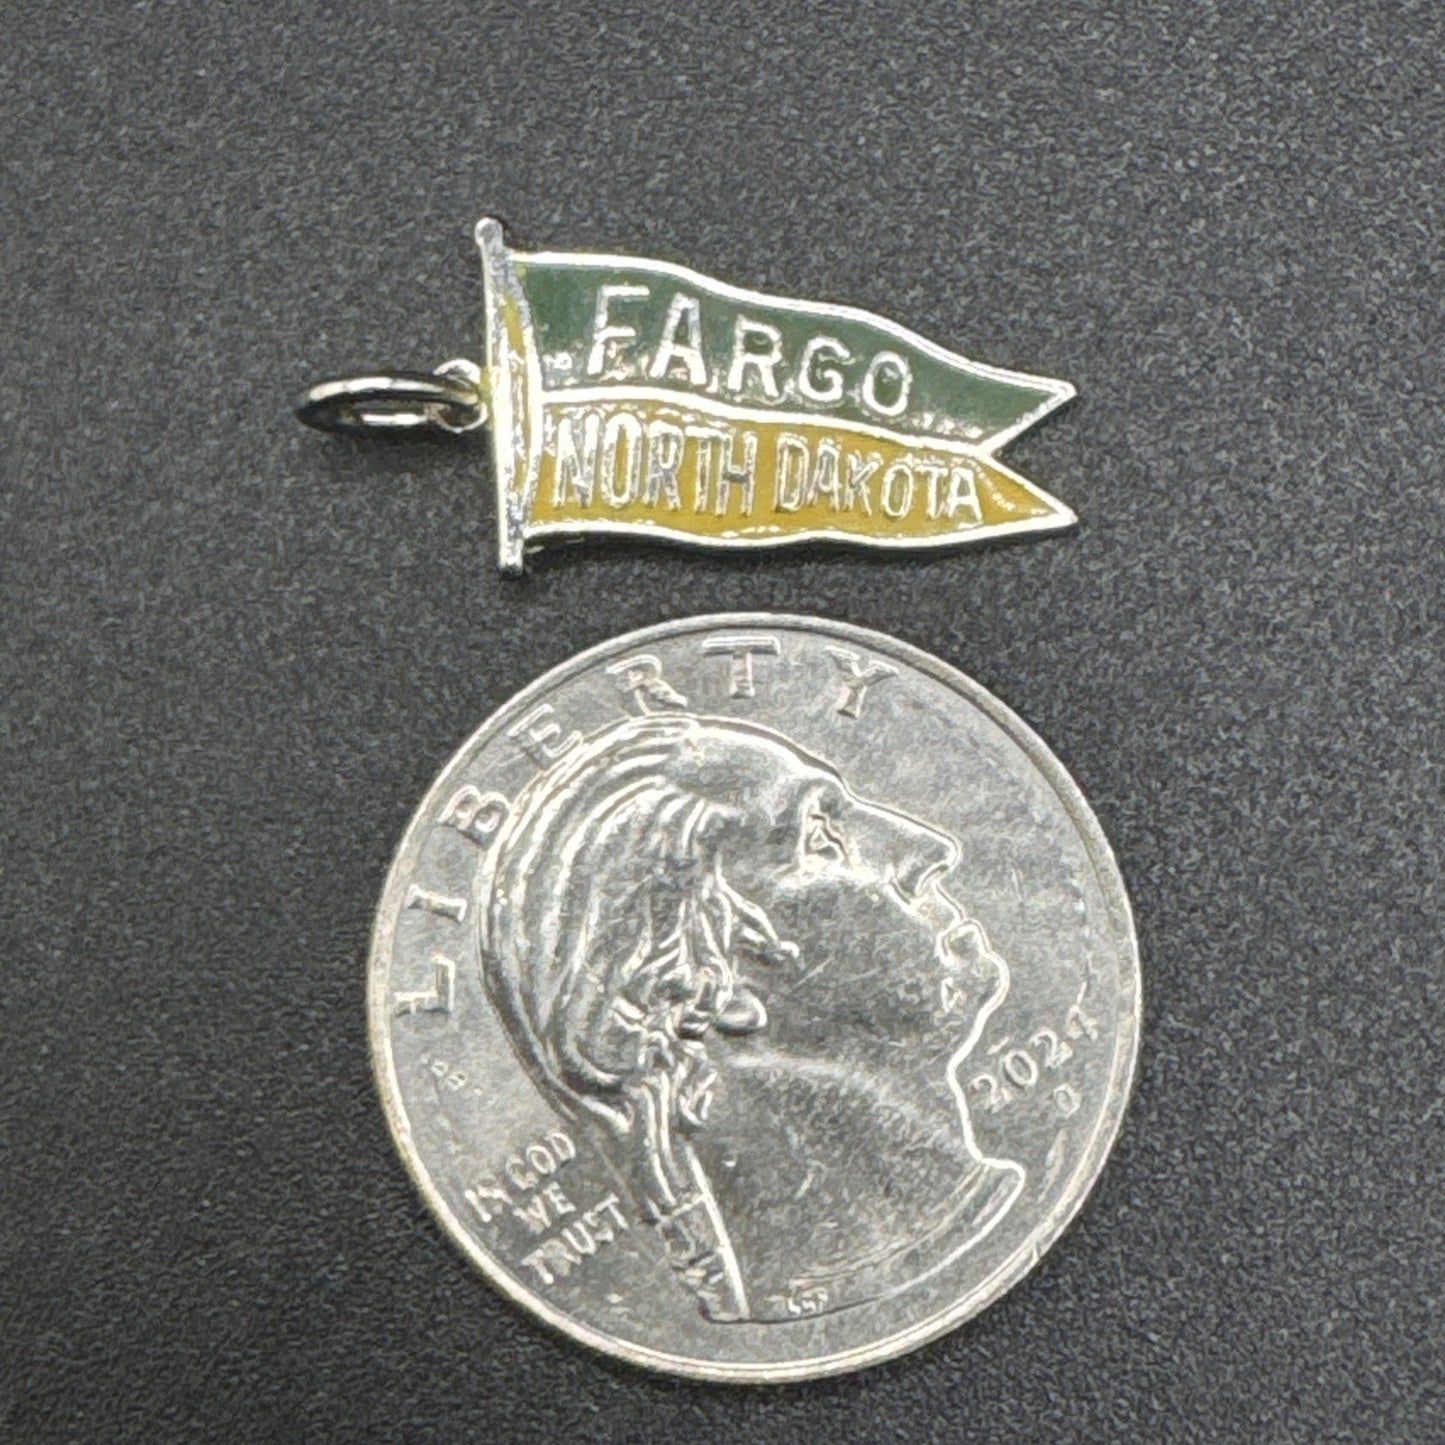 FARGO
NORTH DAKOTA
LIBERTY
IN GOD
WE
TRUST
2024